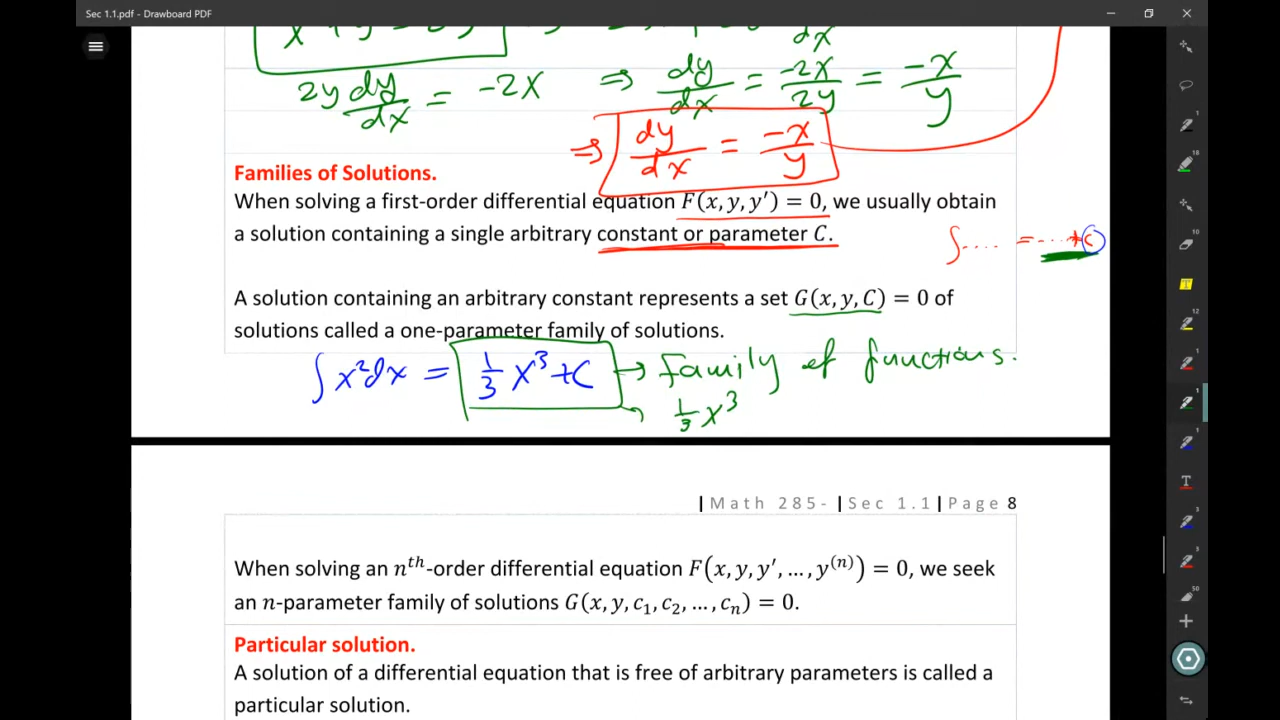 Sec 1.1.pdf - Drawboard PDF
2y dy/dx = -2x ⇒ dy/dx = -2x/2y = -x/y
⇒ dy/dx = -x/y
Families of Solutions.
When solving a first-order differential equation F(x, y, y′) = 0, we usually obtain
a solution containing a single arbitrary constant or parameter C.
∫.... = ....+C
A solution containing an arbitrary constant represents a set G(x, y, C) = 0 of
solutions called a one-parameter family of solutions.
∫x²dx = 1/3 x³ + C → Family of functions.
1/3 x³
|Math 285- |Sec 1.1|Page 8
When solving an nᵗʰ-order differential equation F(x, y, y′, … , y⁽ⁿ⁾) = 0, we seek
an n-parameter family of solutions G(x, y, c₁, c₂, … , cₙ) = 0.
Particular solution.
A solution of a differential equation that is free of arbitrary parameters is called a
particular solution.